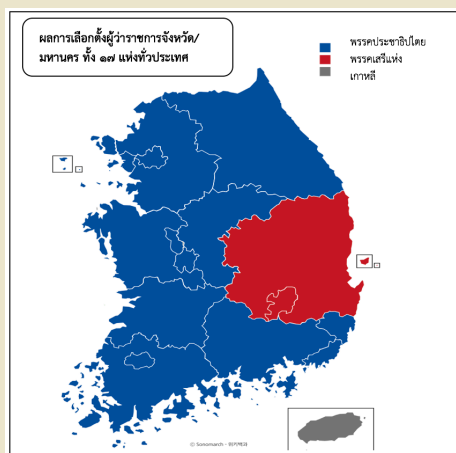 ผลการเลือกตั้งผู้ว่าราชการจังหวัด/
มหานคร ทั้ง ๑๗ แห่งทั่วประเทศ
พรรคประชาธิปไตย
พรรคเสรีแห่ง
เกาหลี
© Sonomarch - 위키백과